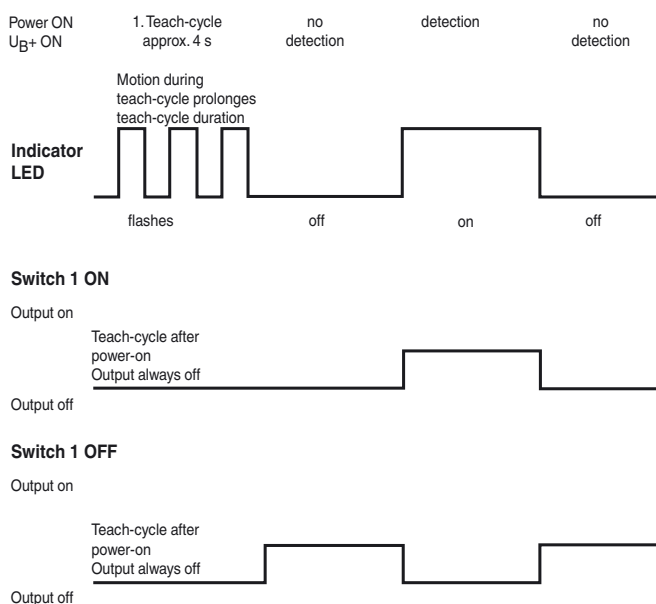 Power ON
UB+ ON
1. Teach-cycle
approx. 4 s
no
detection
detection
no
detection
Motion during
teach-cycle prolonges
teach-cycle duration
Indicator
LED
flashes
off
on
off
Switch 1 ON
Output on
Teach-cycle after
power-on
Output always off
Output off
Switch 1 OFF
Output on
Teach-cycle after
power-on
Output always off
Output off